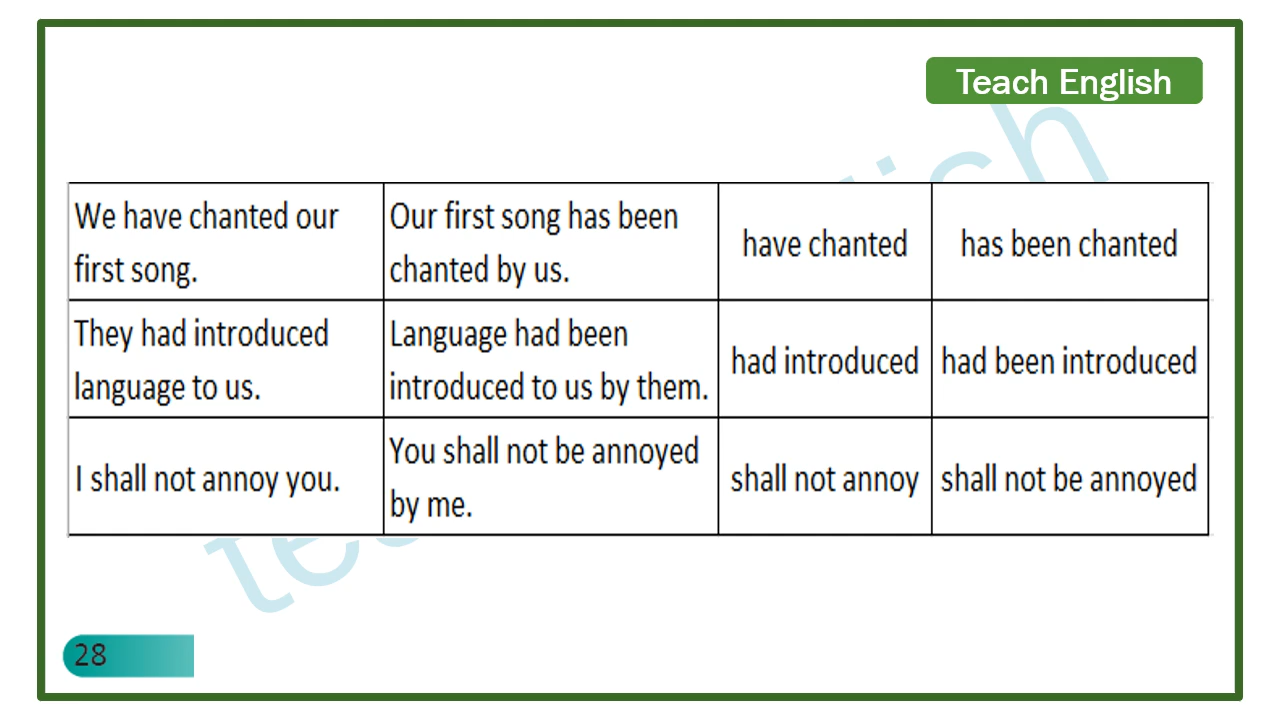 Teach English
We have chanted our
first song.
Our first song has been
chanted by us.
have chanted
has been chanted
They had introduced
language to us.
Language had been
introduced to us by them.
had introduced
had been introduced
I shall not annoy you.
You shall not be annoyed
by me.
shall not annoy
shall not be annoyed
28